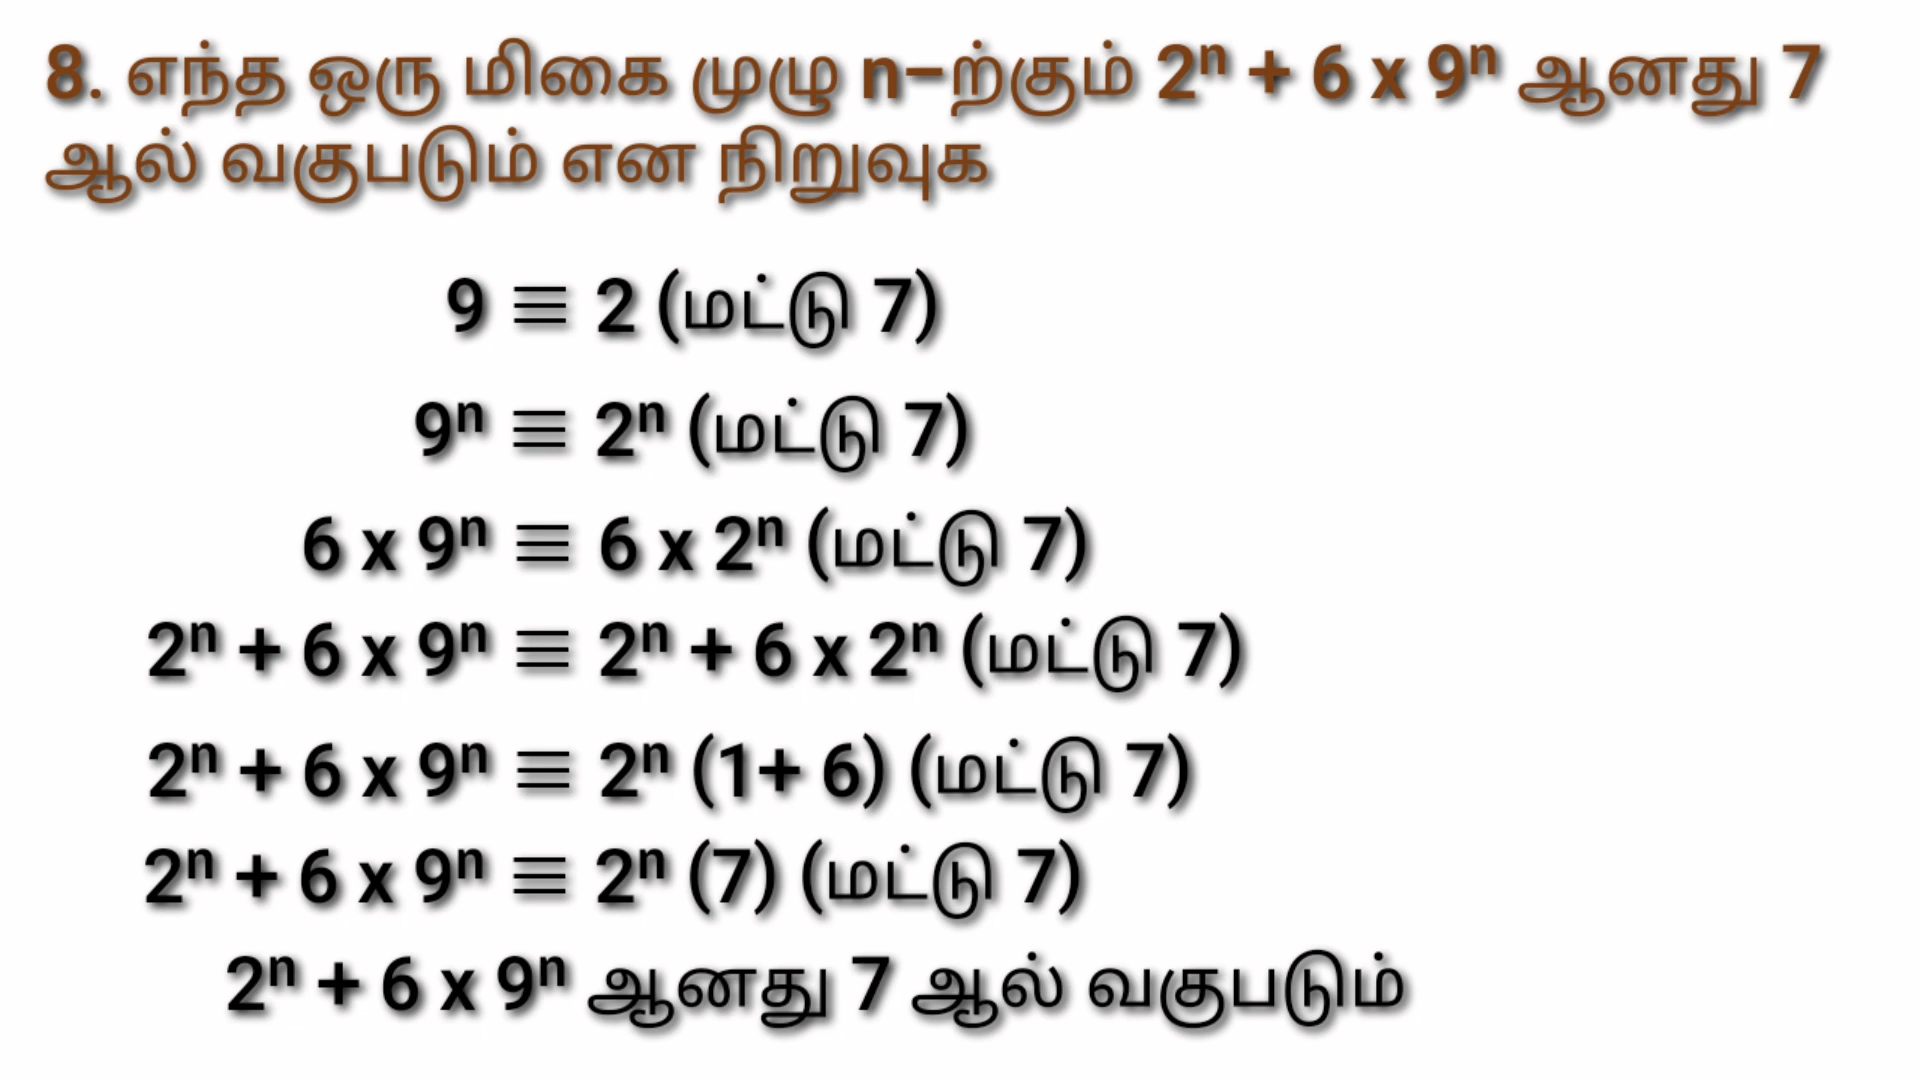 8. எந்த ஒரு மிகை முழு n–ற்கும் 2ⁿ + 6 x 9ⁿ ஆனது 7
ஆல் வகுபடும் என நிறுவுக
9 ≡ 2 (மட்டு 7)
9ⁿ ≡ 2ⁿ (மட்டு 7)
6 x 9ⁿ ≡ 6 x 2ⁿ (மட்டு 7)
2ⁿ + 6 x 9ⁿ ≡ 2ⁿ + 6 x 2ⁿ (மட்டு 7)
2ⁿ + 6 x 9ⁿ ≡ 2ⁿ (1+ 6) (மட்டு 7)
2ⁿ + 6 x 9ⁿ ≡ 2ⁿ (7) (மட்டு 7)
2ⁿ + 6 x 9ⁿ ஆனது 7 ஆல் வகுபடும்